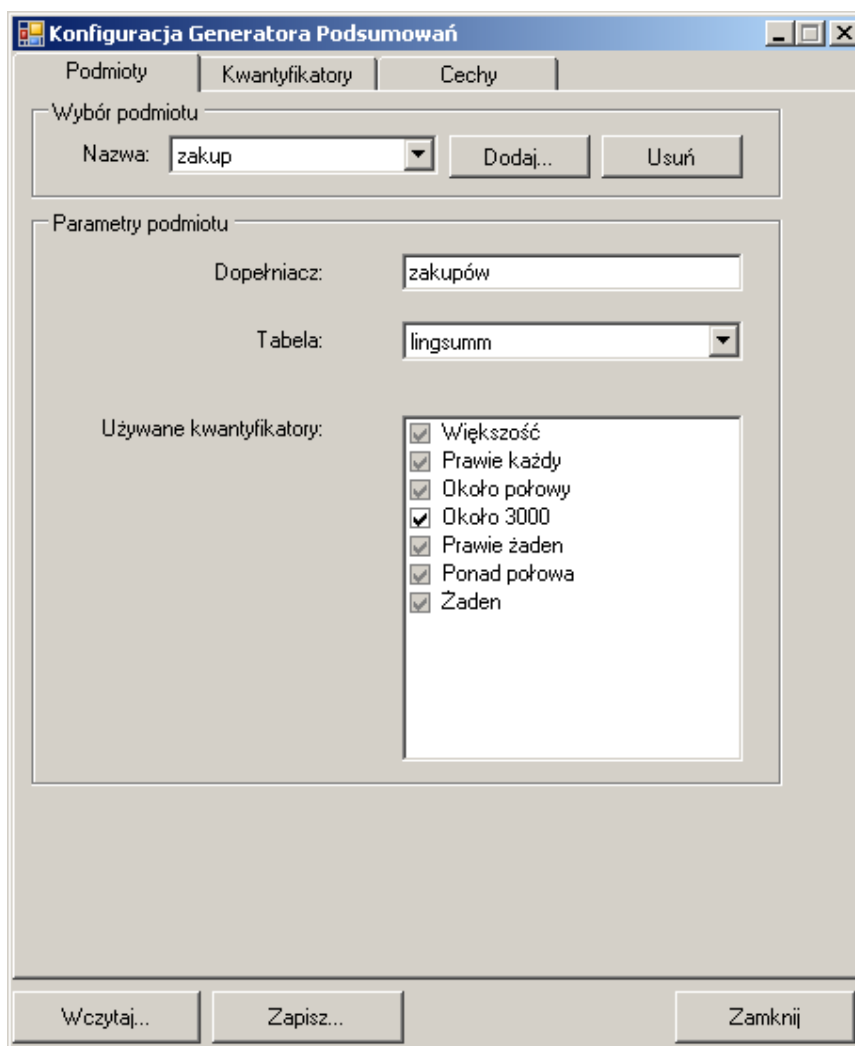 Konfiguracja Generatora Podsumowań
Podmioty Kwantyfikatory Cechy
Wybór podmiotu
Nazwa: zakup Dodaj... Usuń
Parametry podmiotu
Dopełniacz: zakupów
Tabela: lingsumm
Używane kwantyfikatory:
Większość
Prawie każdy
Około połowy
Około 3000
Prawie żaden
Ponad połowa
Żaden
Wczytaj... Zapisz... Zamknij